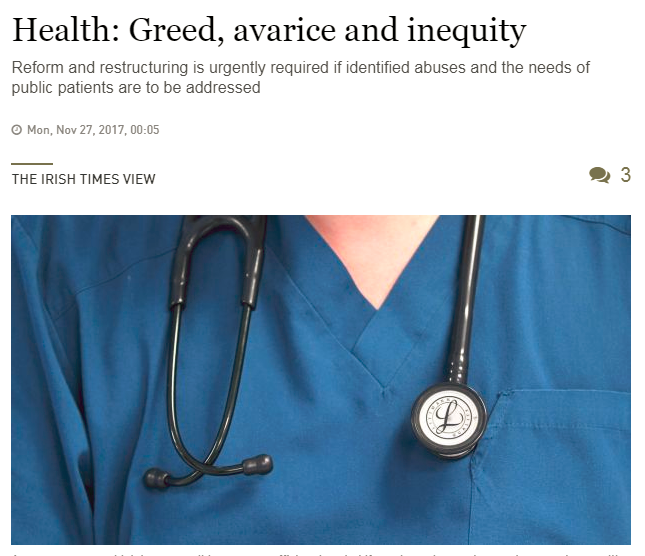 Health: Greed, avarice and inequity
Reform and restructuring is urgently required if identified abuses and the needs of
public patients are to be addressed
Mon, Nov 27, 2017, 00:05
THE IRISH TIMES VIEW
3
L